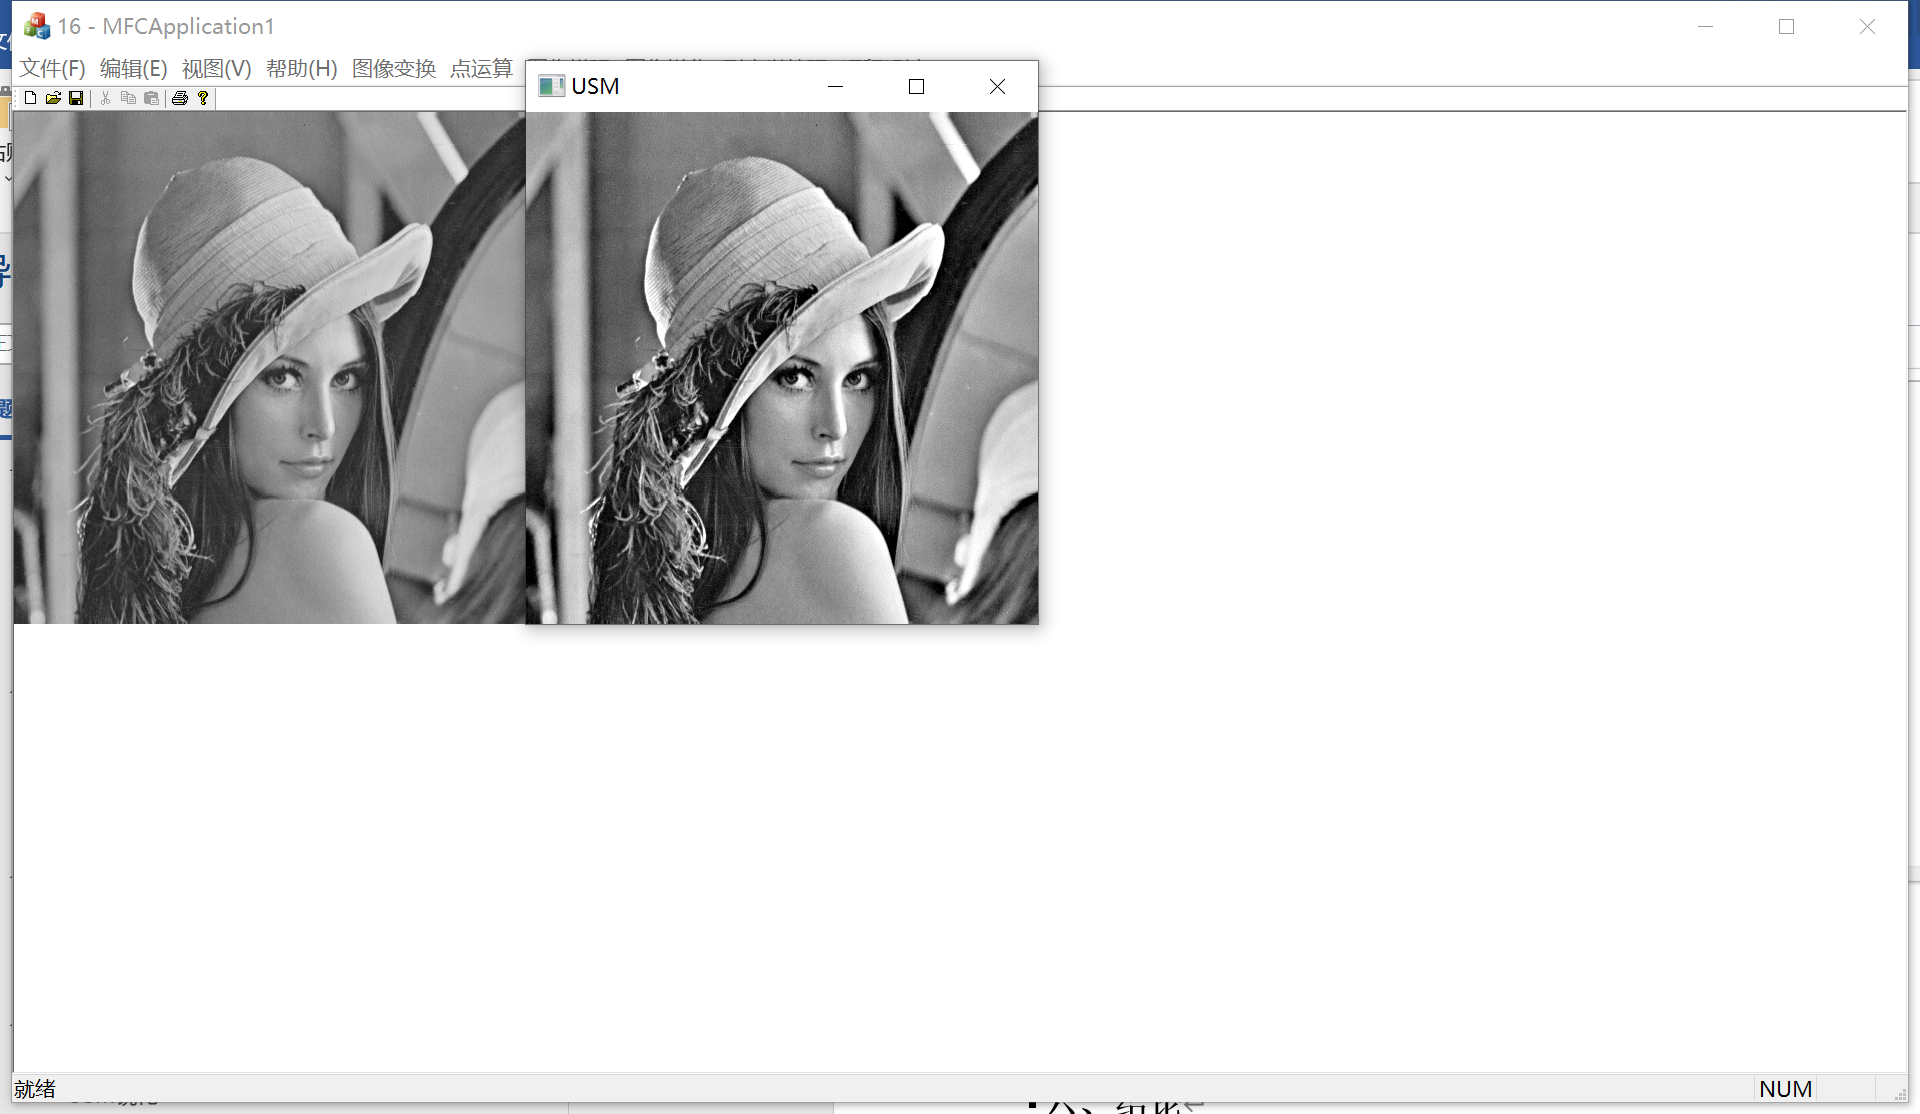 16 - MFCApplication1
文件(F) 编辑(E) 视图(V) 帮助(H) 图像变换 点运算
USM
就绪
NUM